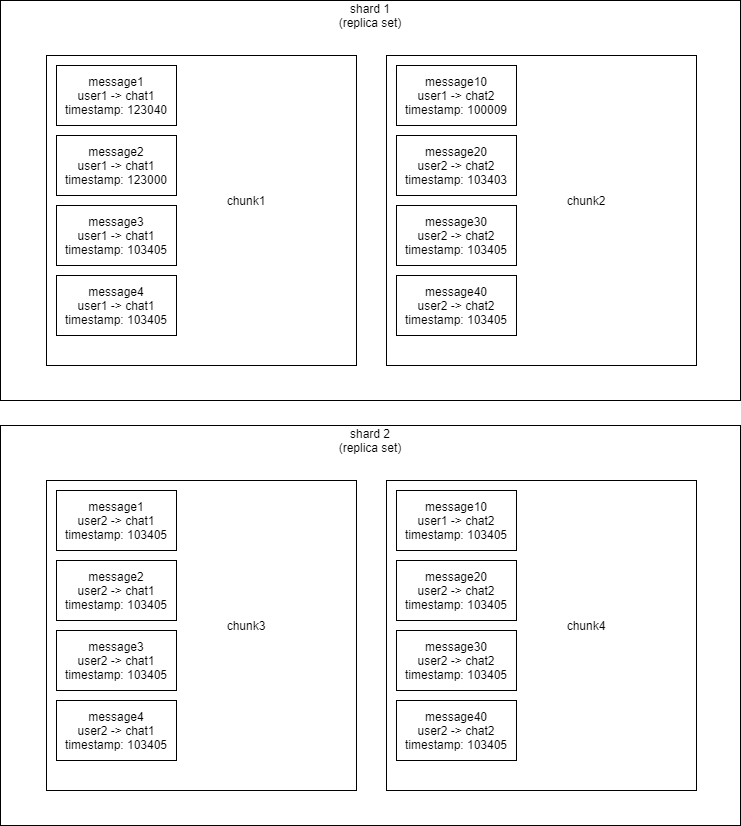 shard 1
(replica set)
message1
user1 -> chat1
timestamp: 123040
message2
user1 -> chat1
timestamp: 123000
message3
user1 -> chat1
timestamp: 103405
message4
user1 -> chat1
timestamp: 103405
chunk1
message10
user1 -> chat2
timestamp: 100009
message20
user2 -> chat2
timestamp: 103403
message30
user2 -> chat2
timestamp: 103405
message40
user2 -> chat2
timestamp: 103405
chunk2
shard 2
(replica set)
message1
user2 -> chat1
timestamp: 103405
message2
user2 -> chat1
timestamp: 103405
message3
user2 -> chat1
timestamp: 103405
message4
user2 -> chat1
timestamp: 103405
chunk3
message10
user1 -> chat2
timestamp: 103405
message20
user2 -> chat2
timestamp: 103405
message30
user2 -> chat2
timestamp: 103405
message40
user2 -> chat2
timestamp: 103405
chunk4